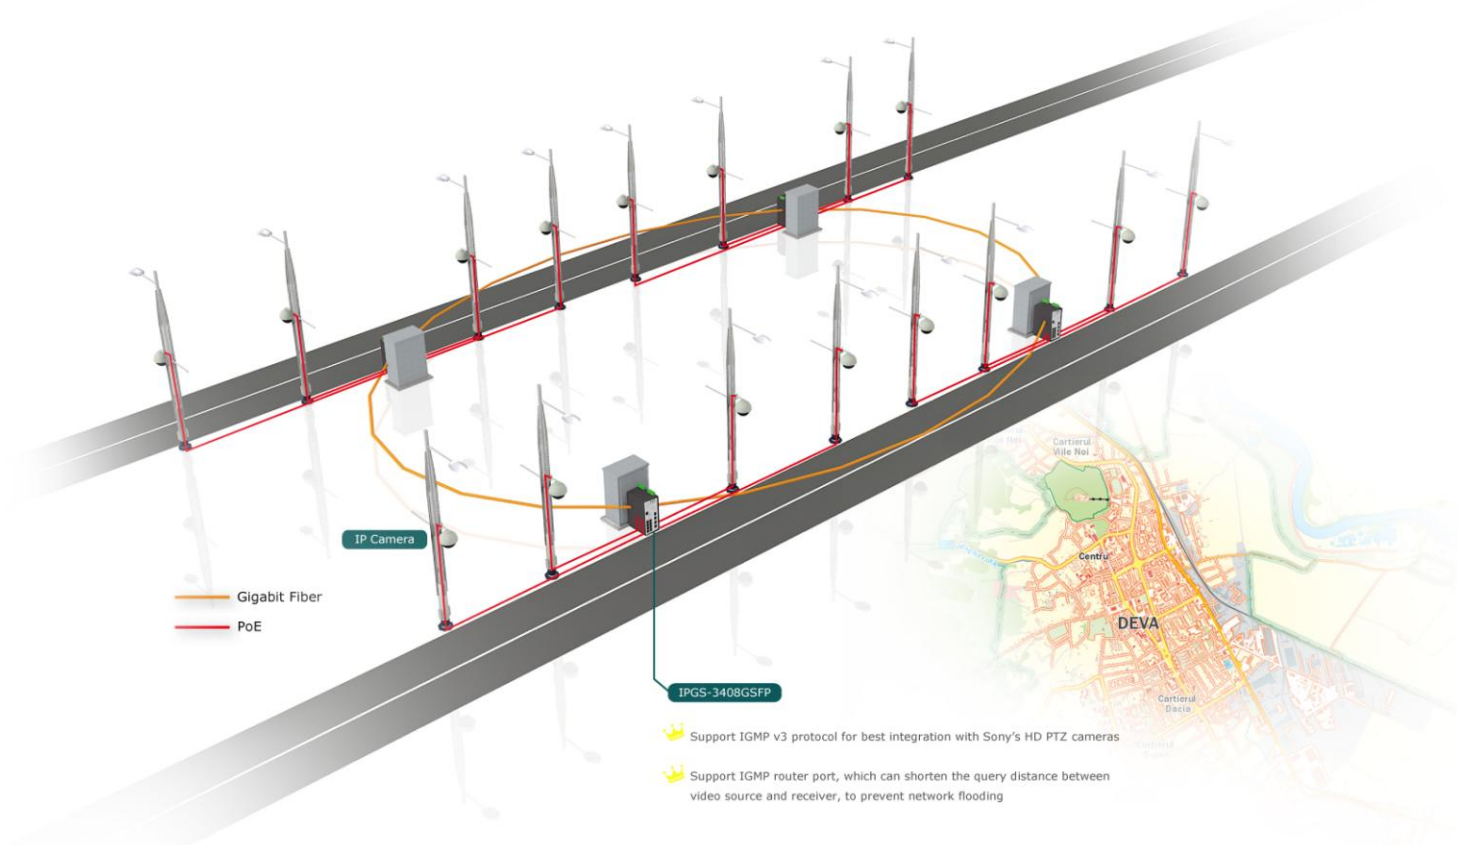 Cartierul
Viile Noi
Centru
IP Camera
Gigabit Fiber
PoE
DEVA
IPGS-3408GSFP
Cartierul
Dacia
Support IGMP v3 protocol for best integration with Sony's HD PTZ cameras
Support IGMP router port, which can shorten the query distance between
video source and receiver, to prevent network flooding